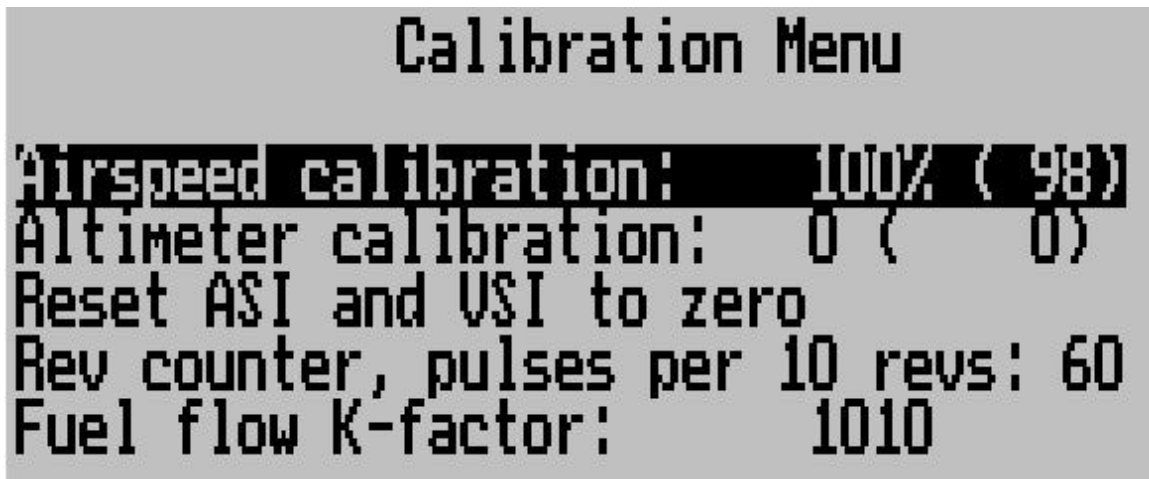 Calibration Menu
Airspeed calibration: 100% ( 98)
Altimeter calibration: 0 ( 0)
Reset ASI and VSI to zero
Rev counter, pulses per 10 revs: 60
Fuel flow K-factor: 1010